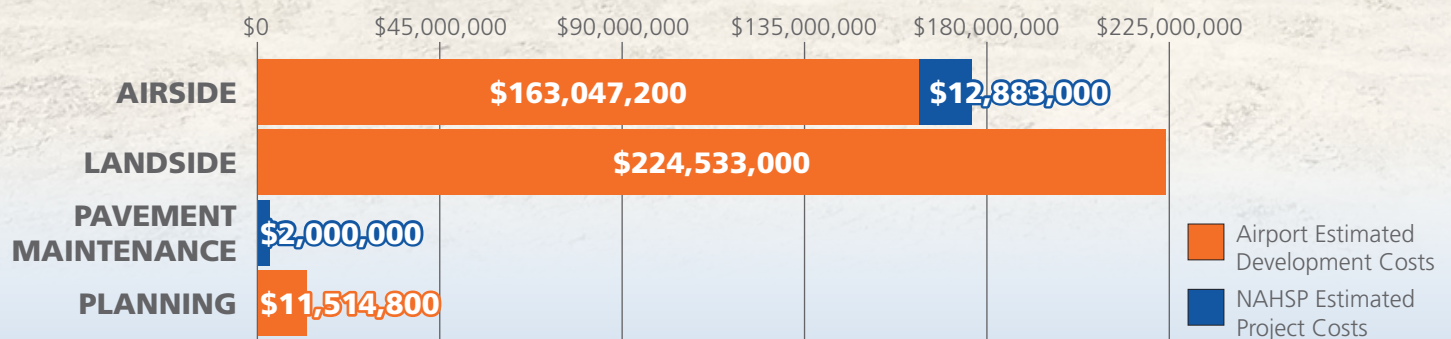 $0 $45,000,000 $90,000,000 $135,000,000 $180,000,000 $225,000,000
AIRSIDE $163,047,200 $12,883,000
LANDSIDE $224,533,000
PAVEMENT
MAINTENANCE $2,000,000
PLANNING $11,514,800
Airport Estimated
Development Costs
NAHSP Estimated
Project Costs